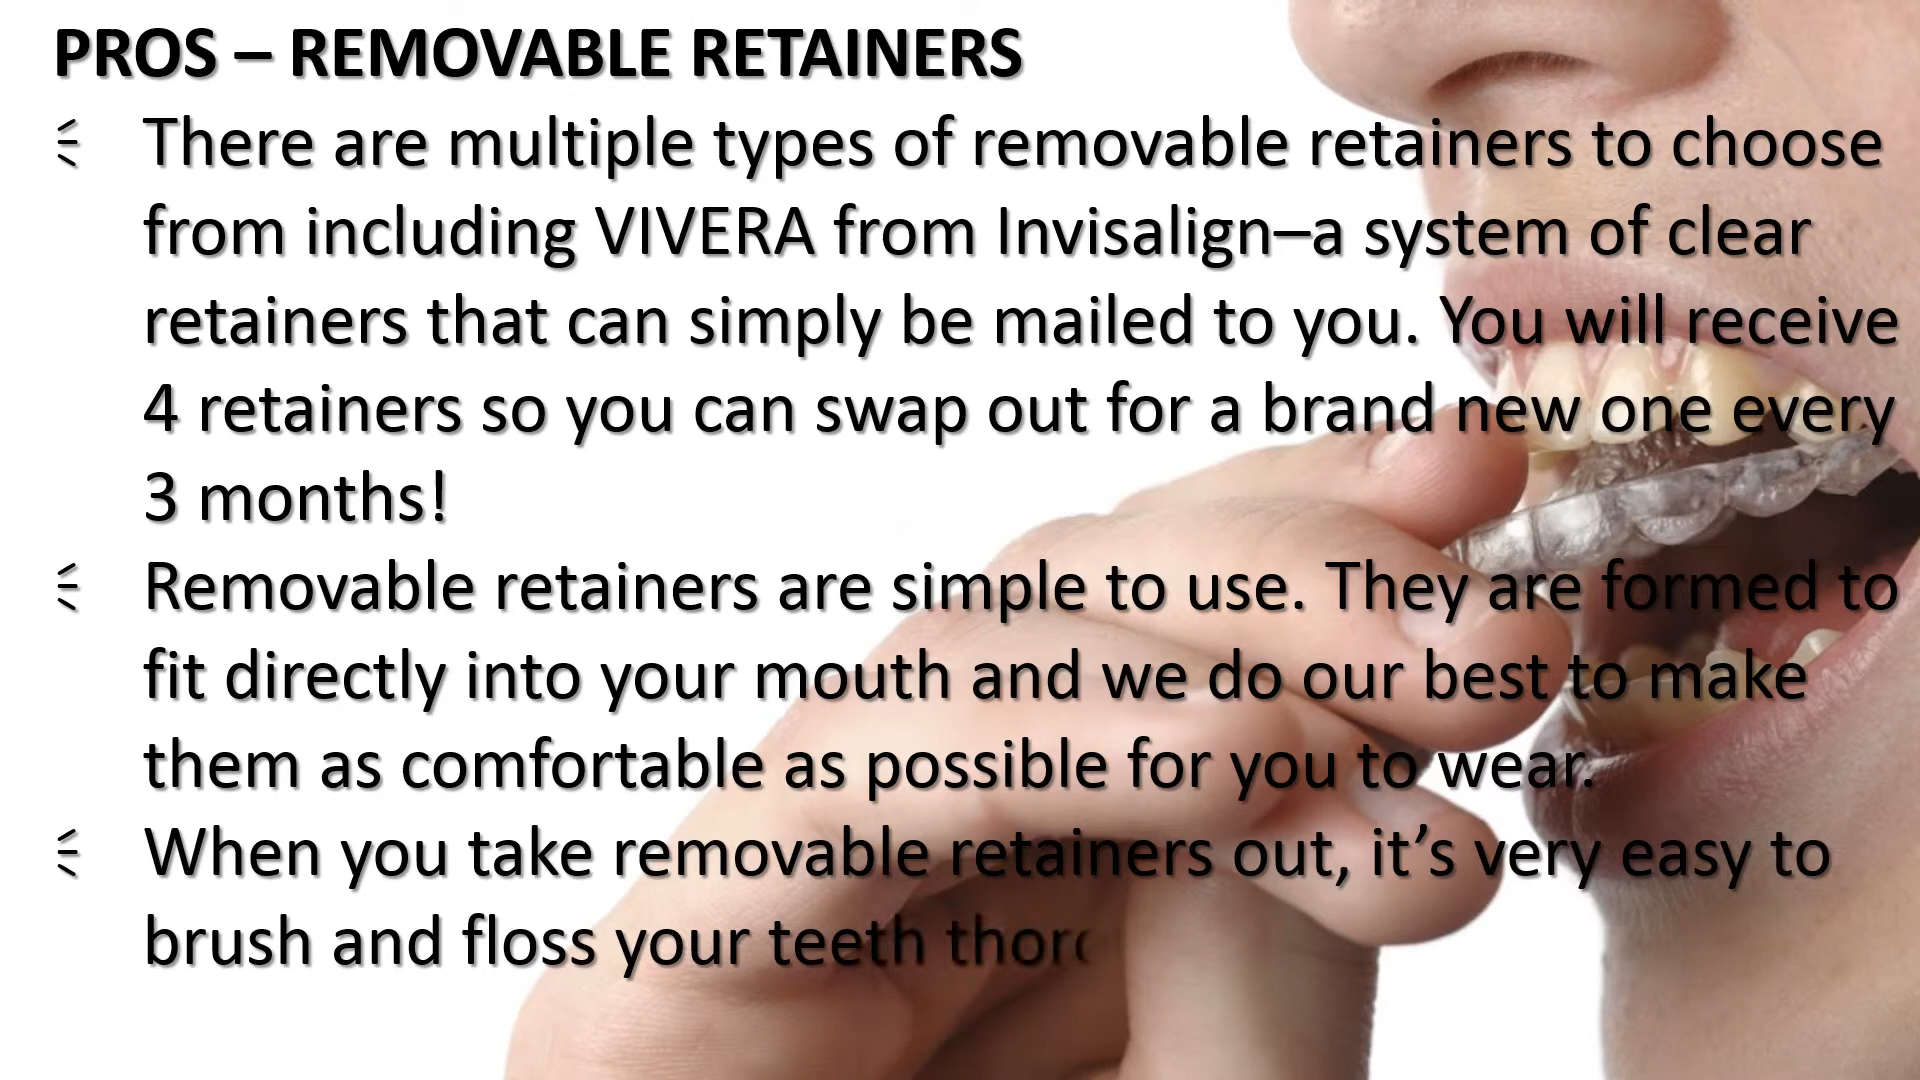 PROS – REMOVABLE RETAINERS
There are multiple types of removable retainers to choose
from including VIVERA from Invisalign–a system of clear
retainers that can simply be mailed to you. You will receive
4 retainers so you can swap out for a brand new one every
3 months!
Removable retainers are simple to use. They are formed to
fit directly into your mouth and we do our best to make
them as comfortable as possible for you to wear.
When you take removable retainers out, it’s very easy to
brush and floss your teeth